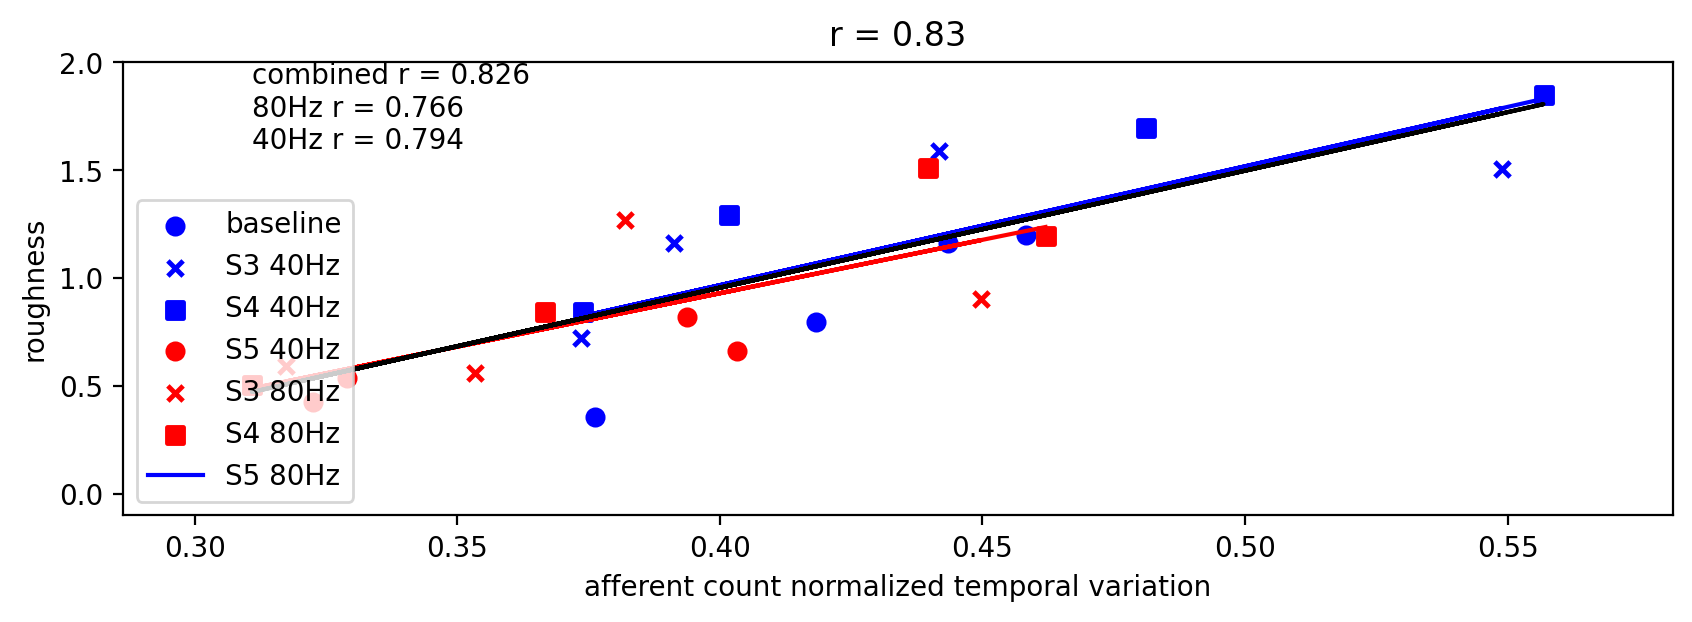 r = 0.83
combined r = 0.826
80Hz r = 0.766
40Hz r = 0.794
2.0
1.5
1.0
0.5
0.0
roughness
baseline
S3 40Hz
S4 40Hz
S5 40Hz
S3 80Hz
S4 80Hz
S5 80Hz
0.30 0.35 0.40 0.45 0.50 0.55
afferent count normalized temporal variation